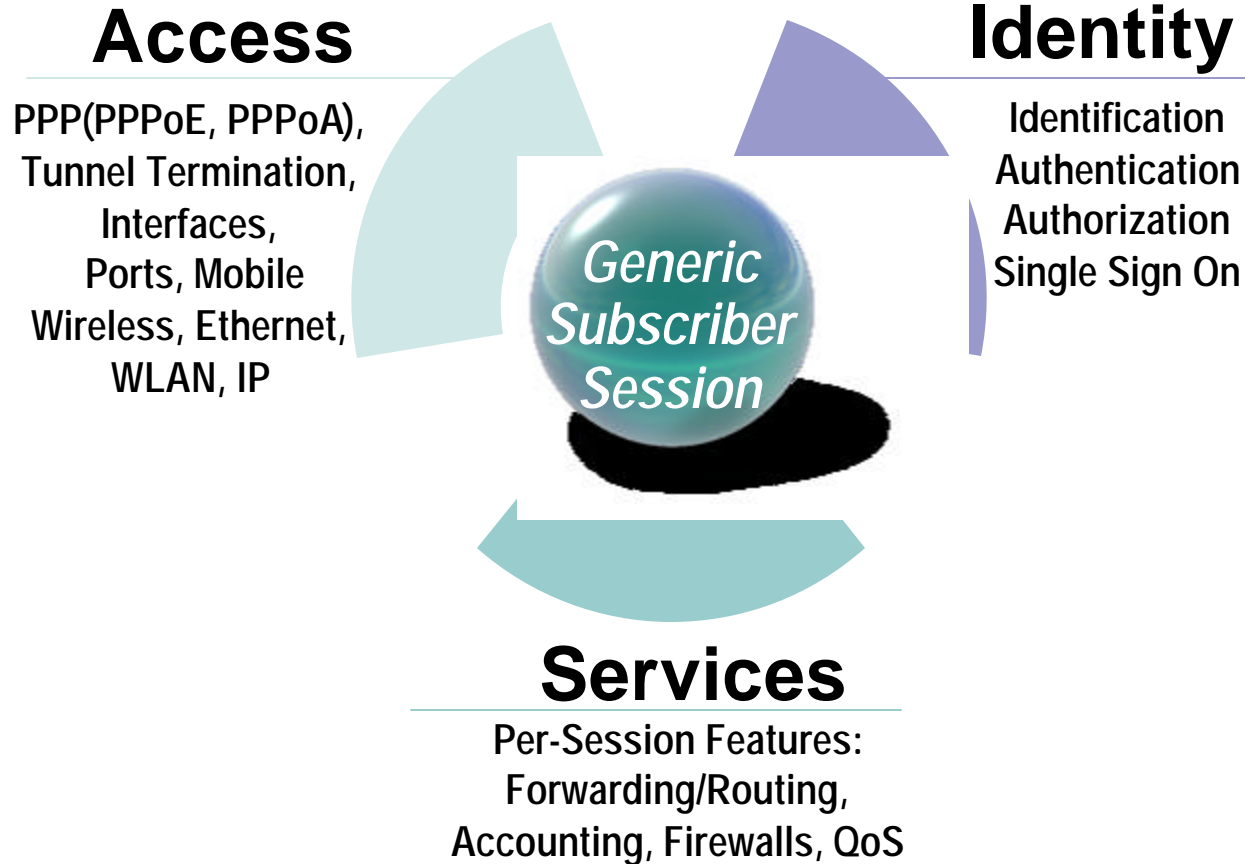 Access
PPP(PPPoE, PPPoA),
Tunnel Termination,
Interfaces,
Ports, Mobile
Wireless, Ethernet,
WLAN, IP
Identity
Identification
Authentication
Authorization
Single Sign On
Generic
Subscriber
Session
Services
Per-Session Features:
Forwarding/Routing,
Accounting, Firewalls, QoS